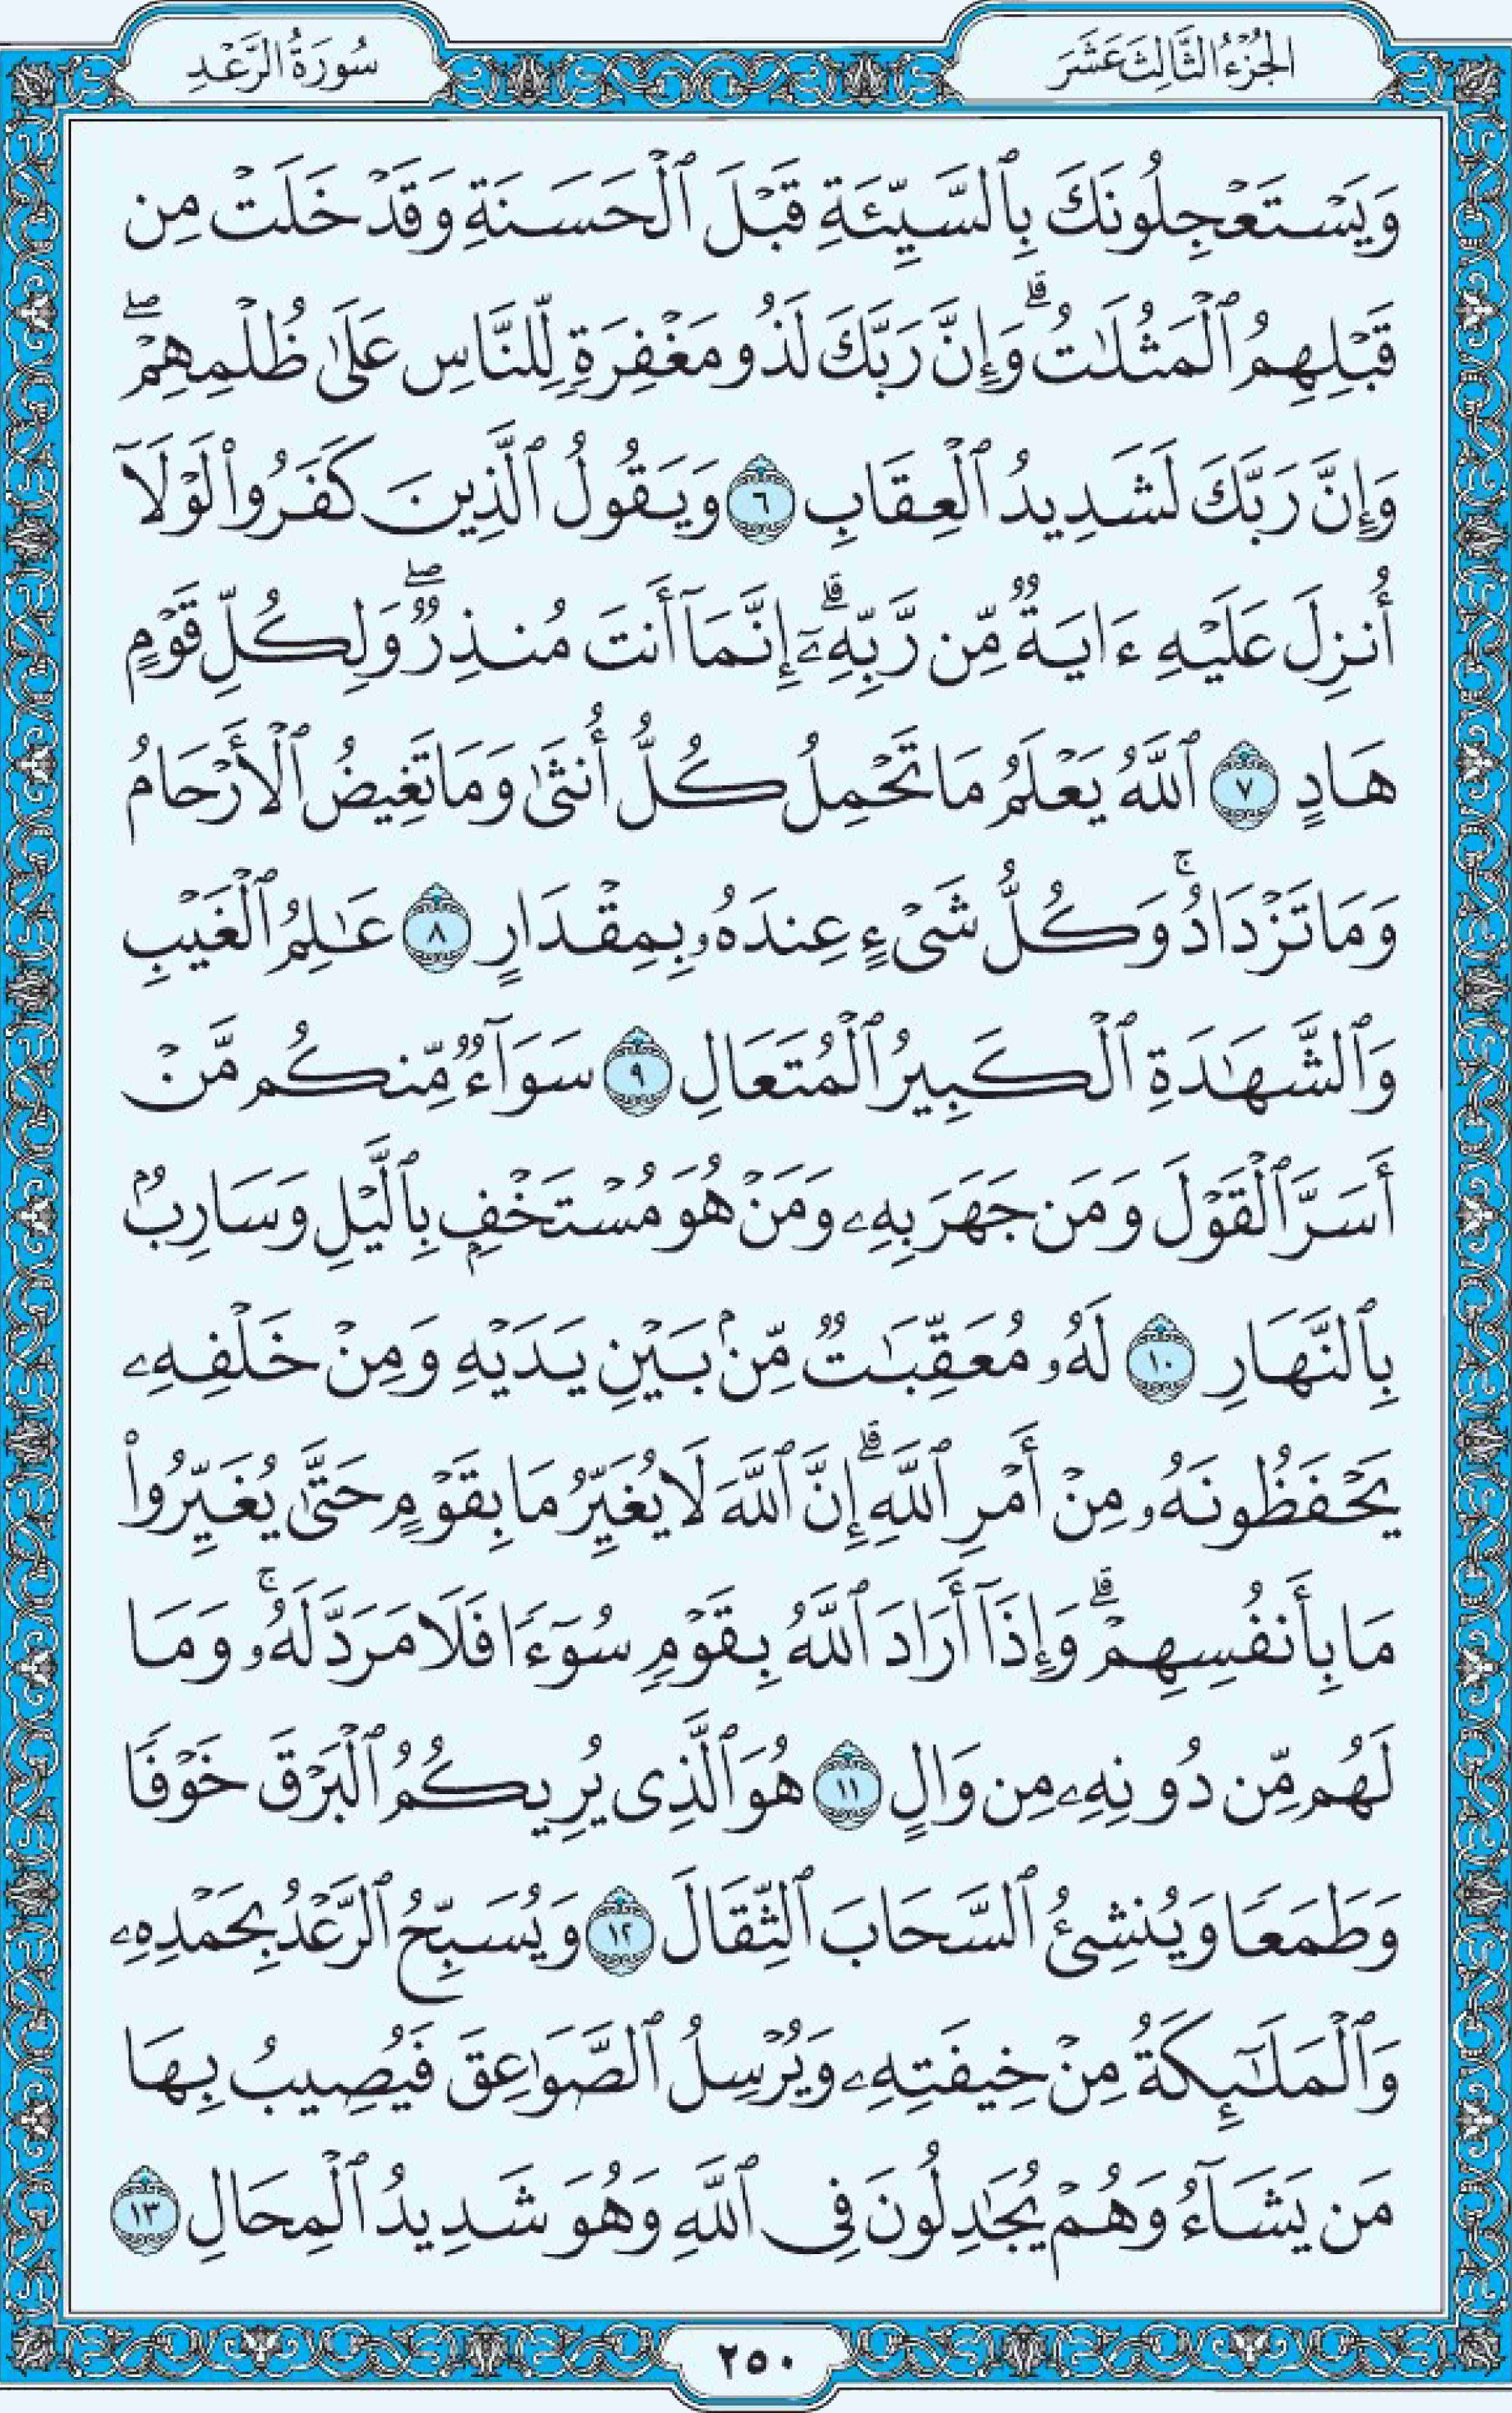 الجُزْءُ الثَّالِثَ عَشَرَ
سُورَةُ الرَّعْدِ
وَيَسْتَعْجِلُونَكَ بِٱلسَّيِّئَةِ قَبْلَ ٱلْحَسَنَةِ وَقَدْ خَلَتْ مِن
قَبْلِهِمُ ٱلْمَثُلَٰتُۗ وَإِنَّ رَبَّكَ لَذُو مَغْفِرَةٍ لِّلنَّاسِ عَلَىٰ ظُلْمِهِمْۖ
وَإِنَّ رَبَّكَ لَشَدِيدُ ٱلْعِقَابِ ٦ وَيَقُولُ ٱلَّذِينَ كَفَرُوا۟ لَوْلَآ
أُنزِلَ عَلَيْهِ ءَايَةٌ مِّن رَّبِّهِۦٓۗ إِنَّمَآ أَنتَ مُنذِرٌۖ وَلِكُلِّ قَوْمٍ
هَادٍ ٧ ٱللَّهُ يَعْلَمُ مَا تَحْمِلُ كُلُّ أُنثَىٰ وَمَا تَغِيضُ ٱلْأَرْحَامُ
وَمَا تَزْدَادُۚ وَكُلُّ شَىْءٍ عِندَهُۥ بِمِقْدَارٍ ٨ عَٰلِمُ ٱلْغَيْبِ
وَٱلشَّهَٰدَةِ ٱلْكَبِيرُ ٱلْمُتَعَالِ ٩ سَوَآءٌ مِّنكُم مَّنْ
أَسَرَّ ٱلْقَوْلَ وَمَن جَهَرَ بِهِۦ وَمَنْ هُوَ مُسْتَخْفٍۭ بِٱلَّيْلِ وَسَارِبٌۢ
بِٱلنَّهَارِ ١٠ لَهُۥ مُعَقِّبَٰتٌ مِّنۢ بَيْنِ يَدَيْهِ وَمِنْ خَلْفِهِۦ
يَحْفَظُونَهُۥ مِنْ أَمْرِ ٱللَّهِۗ إِنَّ ٱللَّهَ لَا يُغَيِّرُ مَا بِقَوْمٍ حَتَّىٰ يُغَيِّرُوا۟
مَا بِأَنفُسِهِمْۗ وَإِذَآ أَرَادَ ٱللَّهُ بِقَوْمٍ سُوٓءًا فَلَا مَرَدَّ لَهُۥۚ وَمَا
لَهُم مِّن دُونِهِۦ مِن وَالٍ ١١ هُوَ ٱلَّذِى يُرِيكُمُ ٱلْبَرْقَ خَوْفًا
وَطَمَعًا وَيُنشِئُ ٱلسَّحَابَ ٱلثِّقَالَ ١٢ وَيُسَبِّحُ ٱلرَّعْدُ بِحَمْدِهِۦ
وَٱلْمَلَٰٓئِكَةُ مِنْ خِيفَتِهِۦ وَيُرْسِلُ ٱلصَّوَٰعِقَ فَيُصِيبُ بِهَا
مَن يَشَآءُ وَهُمْ يُجَٰدِلُونَ فِى ٱللَّهِ وَهُوَ شَدِيدُ ٱلْمِحَالِ ١٣
٢٥٠